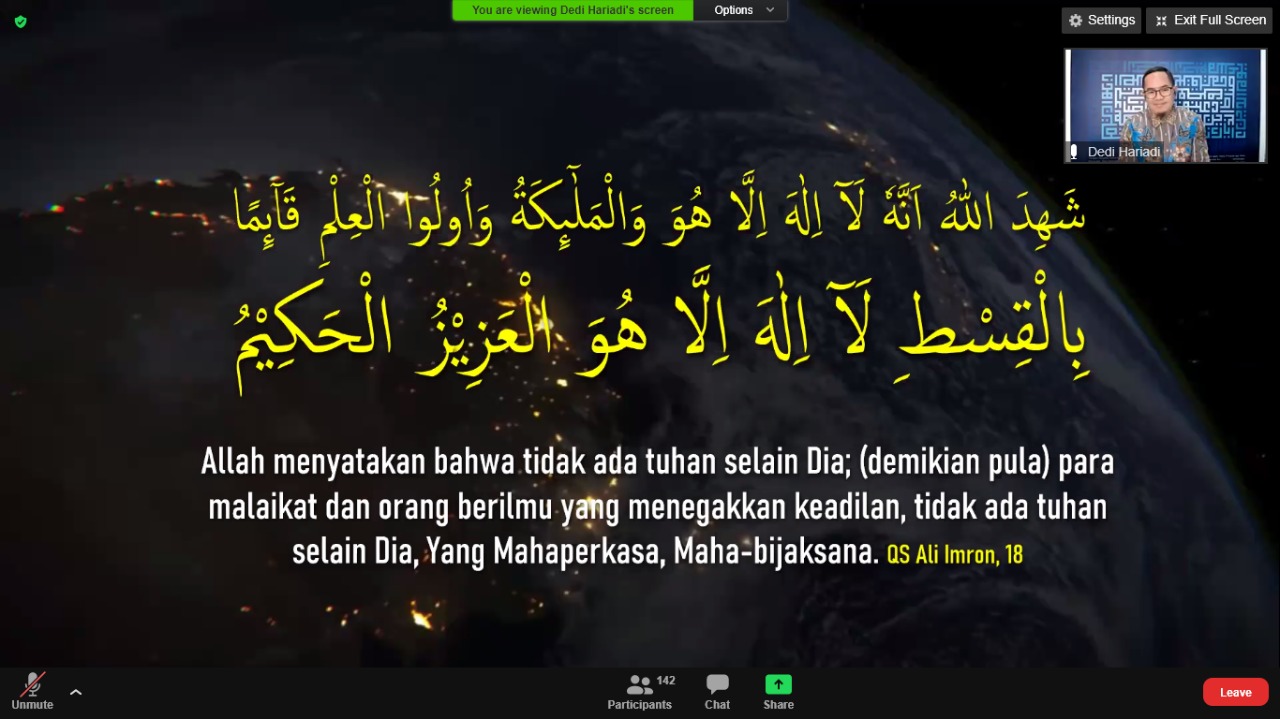 You are viewing Dedi Hariadi's screen
Options
Settings
Exit Full Screen
Dedi Hariadi
شَهِدَ اللّٰهُ اَنَّهٗ لَآ اِلٰهَ اِلَّا هُوَ وَالْمَلٰۤىِٕكَةُ وَاُولُوا الْعِلْمِ قَاۤىِٕمًا
بِالْقِسْطِ لَآ اِلٰهَ اِلَّا هُوَ الْعَزِيْزُ الْحَكِيْمُ
Allah menyatakan bahwa tidak ada tuhan selain Dia; (demikian pula) para
malaikat dan orang berilmu yang menegakkan keadilan, tidak ada tuhan
selain Dia, Yang Mahaperkasa, Maha-bijaksana. QS Ali Imron, 18
Unmute
142
Participants
Chat
Share
Leave